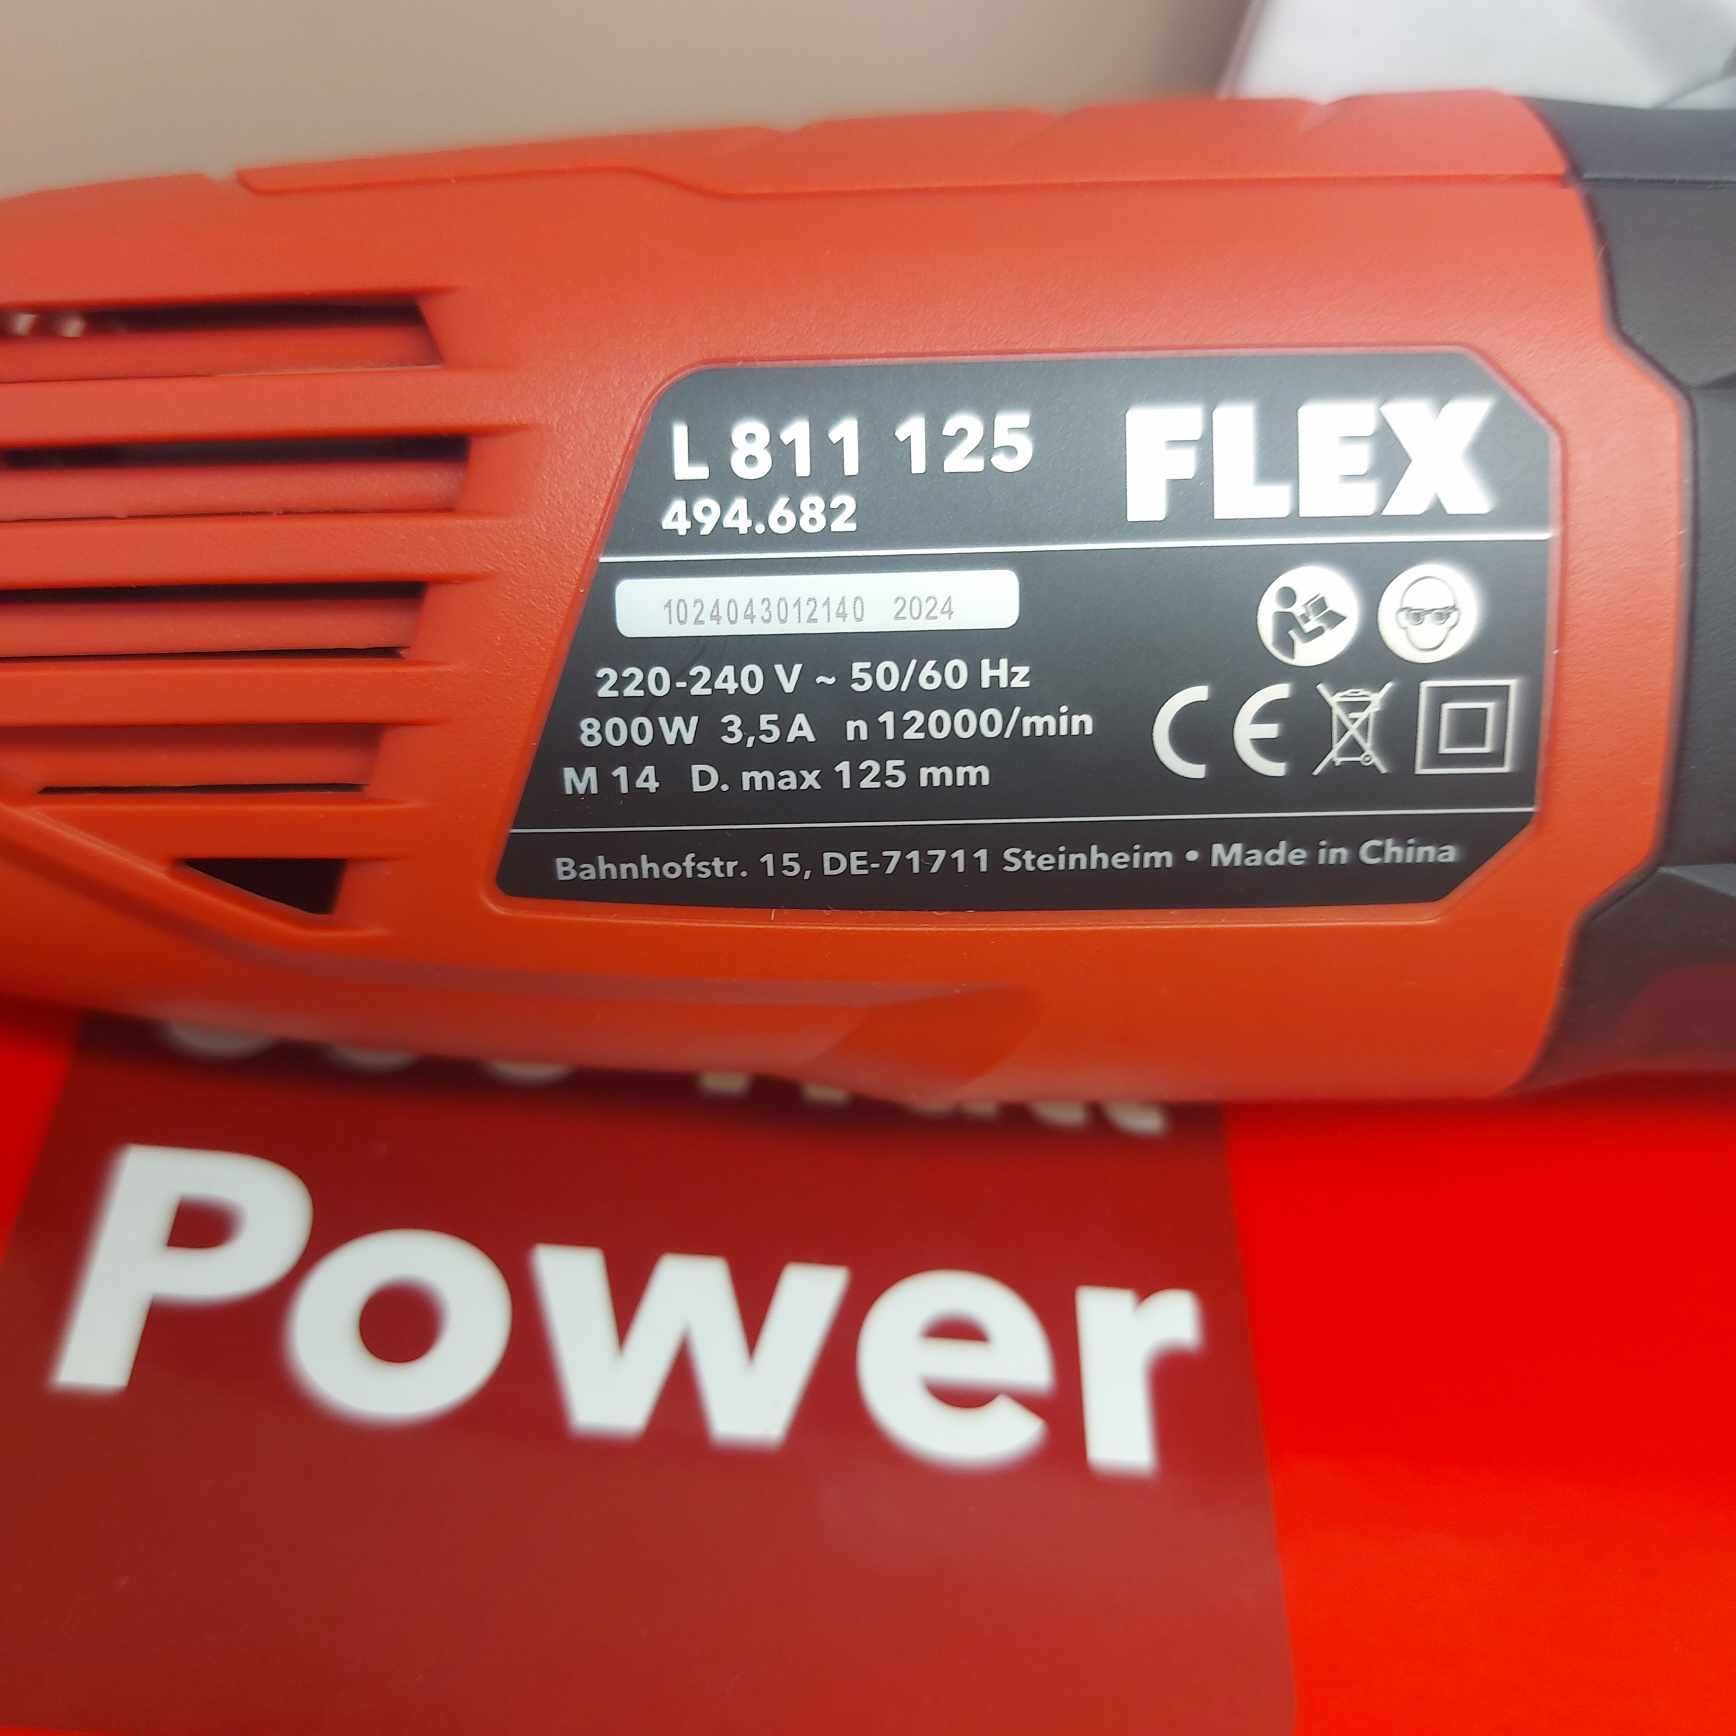 L 811 125
FLEX
494.682
1024043012140 2024
220-240 V ~ 50/60 Hz
800W 3,5A n 12000/min
M 14 D. max 125 mm
CE
Bahnhofstr. 15, DE-71711 Steinheim • Made in China
Power